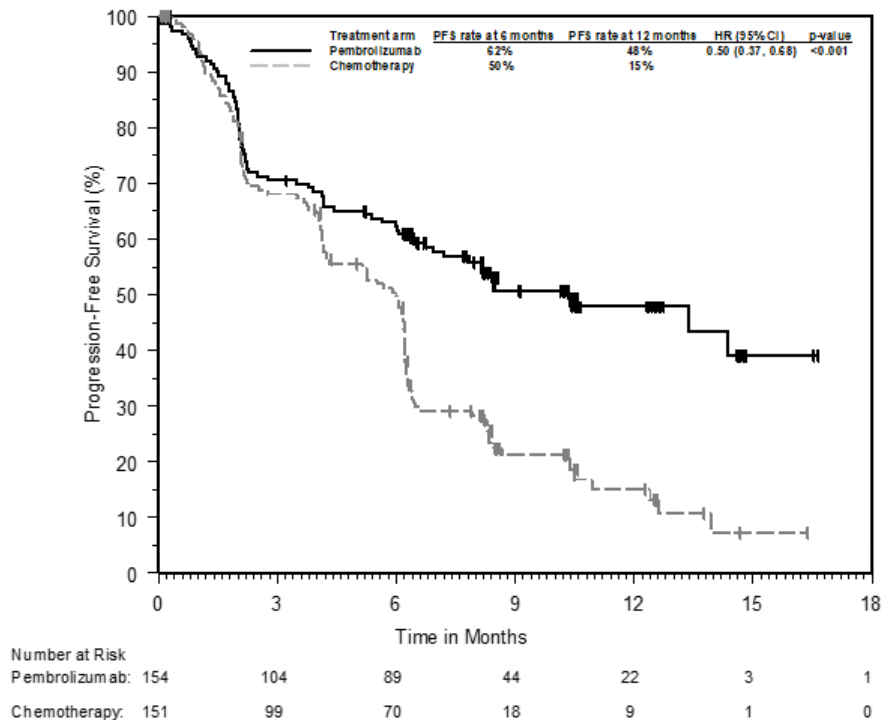 Treatment arm PFS rate at 6 months PFS rate at 12 months HR (95% CI) p-value
Pembrolizumab 62% 48% 0.50 (0.37, 0.68) <0.001
Chemotherapy 50% 15%
100
90
80
70
60
50
40
30
20
10
0
Progression-Free Survival (%)
0 3 6 9 12 15 18
Time in Months
Number at Risk
Pembrolizumab: 154 104 89 44 22 3 1
Chemotherapy: 151 99 70 18 9 1 0